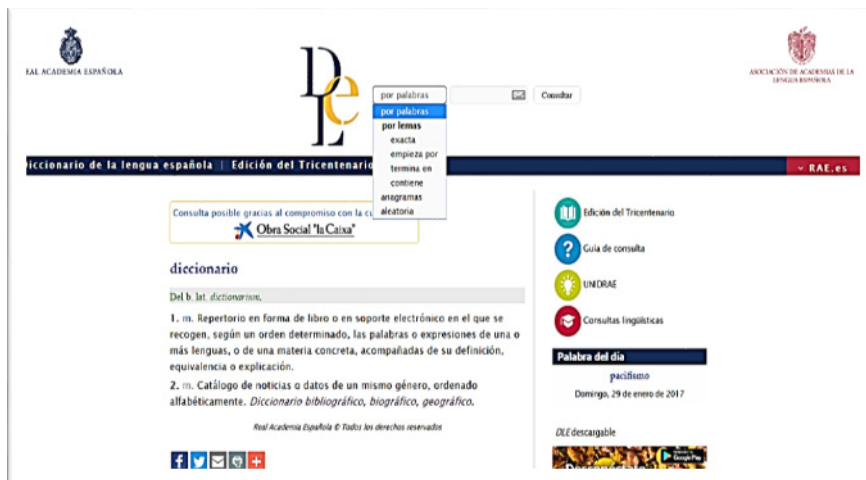 EAL ACADEMIA ESPAÑOLA
DLe
ASOCIACIÓN DE ACADEMIAS DE LA
LENGUA ESPAÑOLA
por palabras
Consultar
por palabras
por lemas
exacta
empieza por
termina en
contiene
anagramas
aleatoria
iccionario de la lengua española | Edición del Tricentenario
RAE.es
Consulta posible gracias al compromiso con la cu
Obra Social "la Caixa"
diccionario
Del b. lat. dictionarium.
1. m. Repertorio en forma de libro o en soporte electrónico en el que se
recogen, según un orden determinado, las palabras o expresiones de una o
más lenguas, o de una materia concreta, acompañadas de su definición,
equivalencia o explicación.
2. m. Catálogo de noticias o datos de un mismo género, ordenado
alfabéticamente. Diccionario bibliográfico, biográfico, geográfico.
Real Academia Española © Todos los derechos reservados
Edición del Tricentenario
Guía de consulta
UNIDRAE
Consultas lingüísticas
Palabra del día
pacifismo
Domingo, 29 de enero de 2017
DLE descargable
Google Play